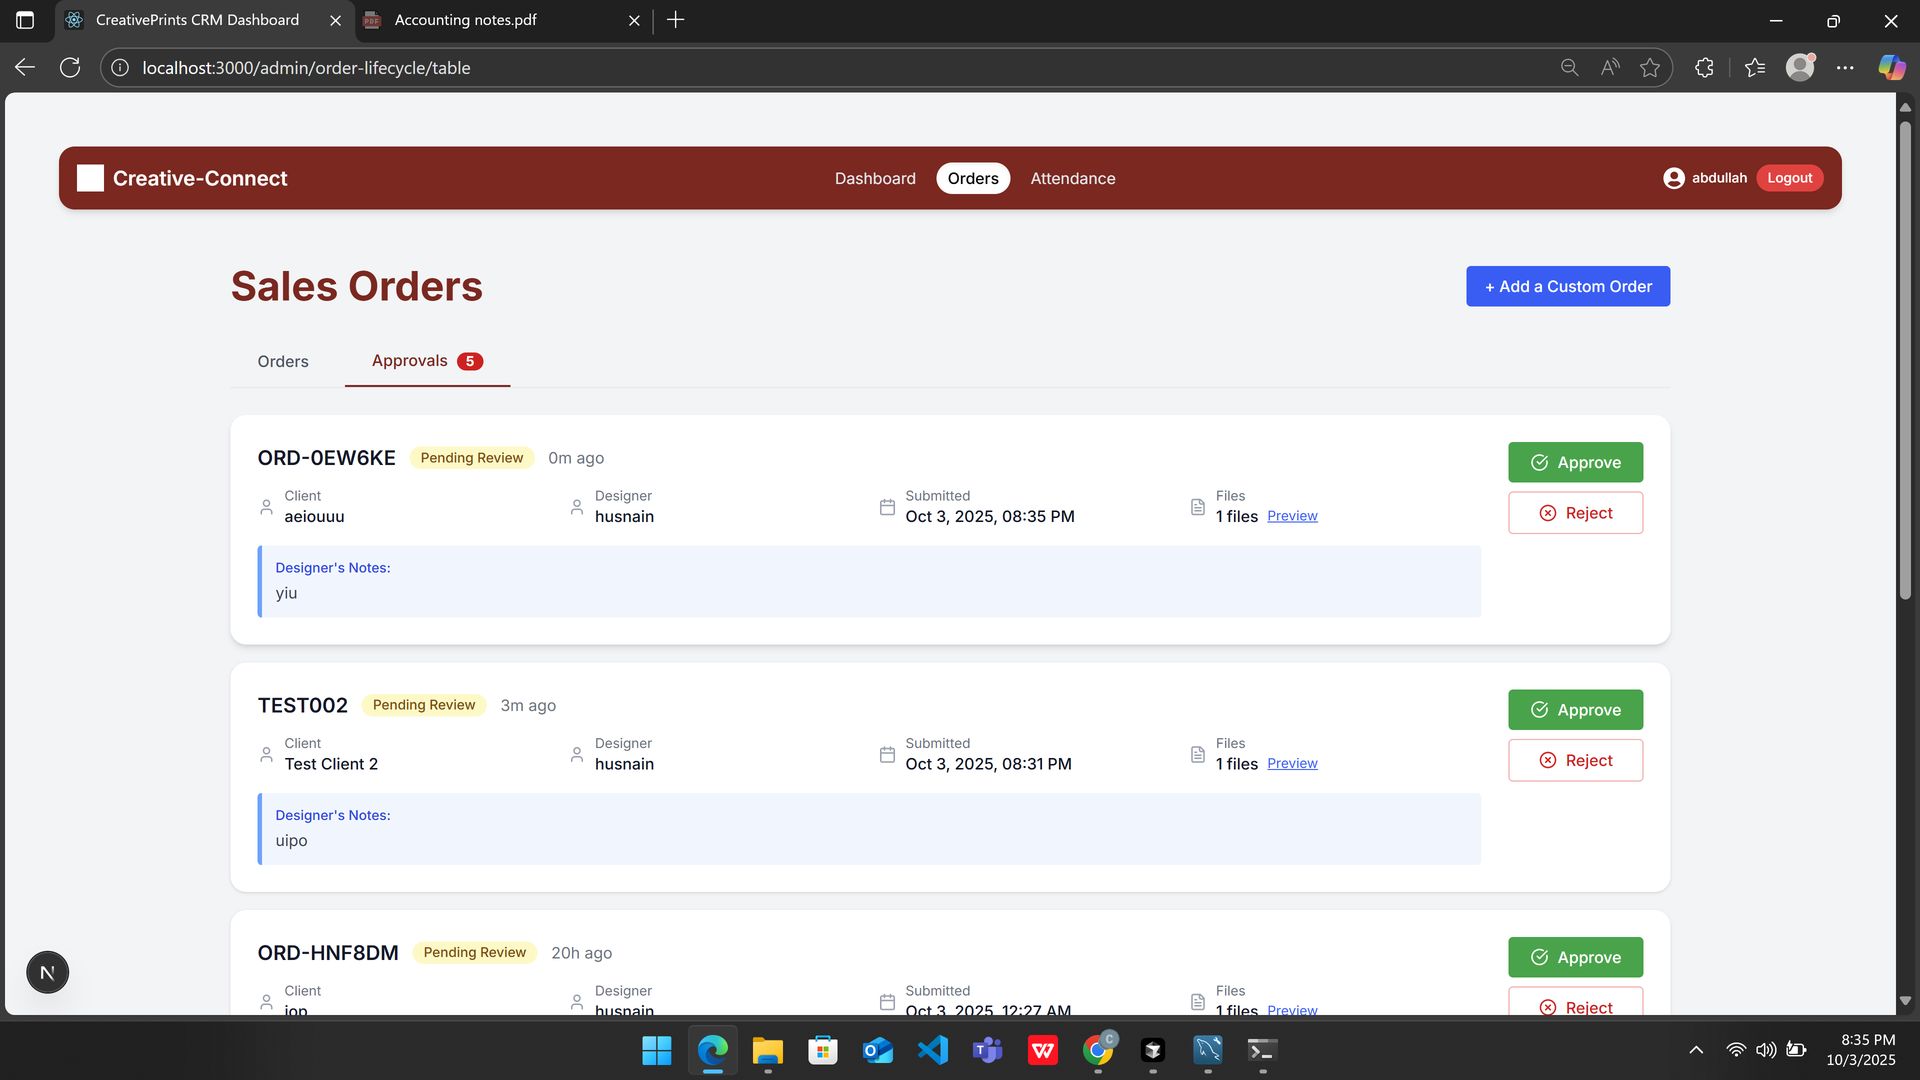 CreativePrints CRM Dashboard
Accounting notes.pdf
localhost:3000/admin/order-lifecycle/table
Creative-Connect
Dashboard
Orders
Attendance
abdullah
Logout
Sales Orders
+ Add a Custom Order
Orders
Approvals 5
ORD-0EW6KE
Pending Review
0m ago
Approve
Client
aeiouuu
Designer
husnain
Submitted
Oct 3, 2025, 08:35 PM
Files
1 files Preview
Reject
Designer's Notes:
yiu
TEST002
Pending Review
3m ago
Approve
Client
Test Client 2
Designer
husnain
Submitted
Oct 3, 2025, 08:31 PM
Files
1 files Preview
Reject
Designer's Notes:
uipo
ORD-HNF8DM
Pending Review
20h ago
Approve
Client
iop
Designer
husnain
Submitted
Oct 3, 2025, 12:27 AM
Files
1 files Preview
Reject
N
8:35 PM
10/3/2025